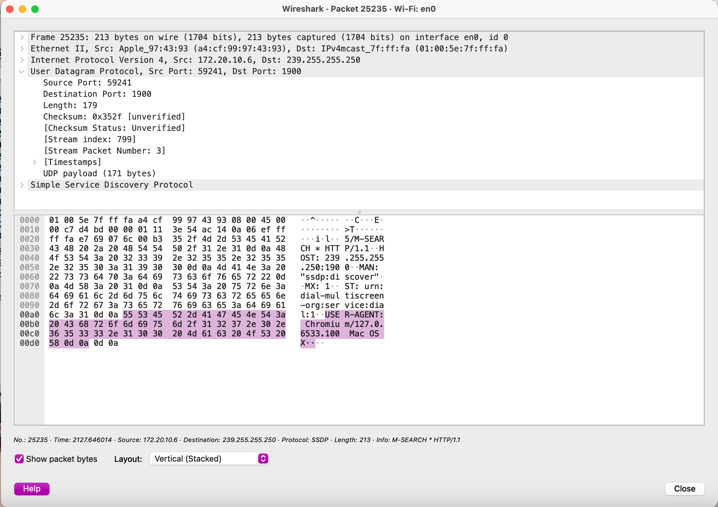 Wireshark · Packet 25235 · Wi-Fi: en0
Frame 25235: 213 bytes on wire (1704 bits), 213 bytes captured (1704 bits) on interface en0, id 0
Ethernet II, Src: Apple_97:43:93 (a4:cf:99:97:43:93), Dst: IPv4mcast_7f:ff:fa (01:00:5e:7f:ff:fa)
Internet Protocol Version 4, Src: 172.20.10.6, Dst: 239.255.255.250
User Datagram Protocol, Src Port: 59241, Dst Port: 1900
Source Port: 59241
Destination Port: 1900
Length: 179
Checksum: 0x352f [unverified]
[Checksum Status: Unverified]
[Stream index: 799]
[Stream Packet Number: 3]
[Timestamps]
UDP payload (171 bytes)
Simple Service Discovery Protocol
0000 01 00 5e 7f ff fa a4 cf 99 97 43 93 08 00 45 00 ··^····· ··C···E·
0010 00 c7 d4 bd 00 00 01 11 3e 54 ac 14 0a 06 ef ff ········ >T······
0020 ff fa e7 69 07 6c 00 b3 35 2f 4d 2d 53 45 41 52 ···i·l·· 5/M-SEAR
0030 43 48 20 2a 20 48 54 54 50 2f 31 2e 31 0d 0a 48 CH * HTT P/1.1··H
0040 4f 53 54 3a 20 32 33 39 2e 32 35 35 2e 32 35 35 OST: 239 .255.255
0050 2e 32 35 30 3a 31 39 30 30 0d 0a 4d 41 4e 3a 20 .250:190 0··MAN:
0060 22 73 73 64 70 3a 64 69 73 63 6f 76 65 72 22 0d "ssdp:di scover"·
0070 0a 4d 58 3a 20 31 0d 0a 53 54 3a 20 75 72 6e 3a ·MX: 1·· ST: urn:
0080 64 69 61 6c 2d 6d 75 6c 74 69 73 63 72 65 65 6e dial-mul tiscreen
0090 2d 6f 72 67 3a 73 65 72 76 69 63 65 3a 64 69 61 -org:ser vice:dia
00a0 6c 3a 31 0d 0a 55 53 45 52 2d 41 47 45 4e 54 3a l:1··USE R-AGENT:
00b0 20 43 68 72 6f 6d 69 75 6d 2f 31 32 37 2e 30 2e Chromiu m/127.0.
00c0 36 35 33 33 2e 31 30 30 20 4d 61 63 20 4f 53 20 6533.100 Mac OS
00d0 58 0d 0a 0d 0a X····
No.: 25235 · Time: 2127.646014 · Source: 172.20.10.6 · Destination: 239.255.255.250 · Protocol: SSDP · Length: 213 · Info: M-SEARCH * HTTP/1.1
Show packet bytes Layout: Vertical (Stacked)
Help Close